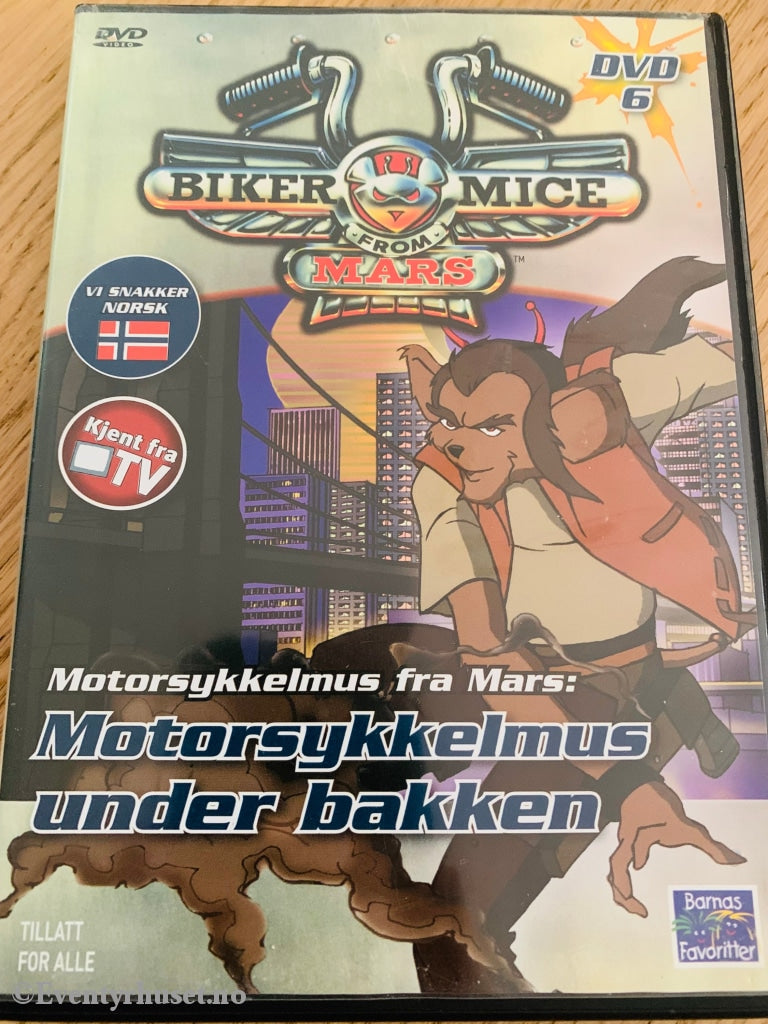 DVD
VIDEO
DVD
6
BIKER MICE
FROM
MARS
TM
VI SNAKKER
NORSK
Kjent fra
TV
Motorsykkelmus fra Mars:
Motorsykkelmus
under bakken
TILLATT
FOR ALLE
Barnas
Favoritter
©Eventyrhuset.no